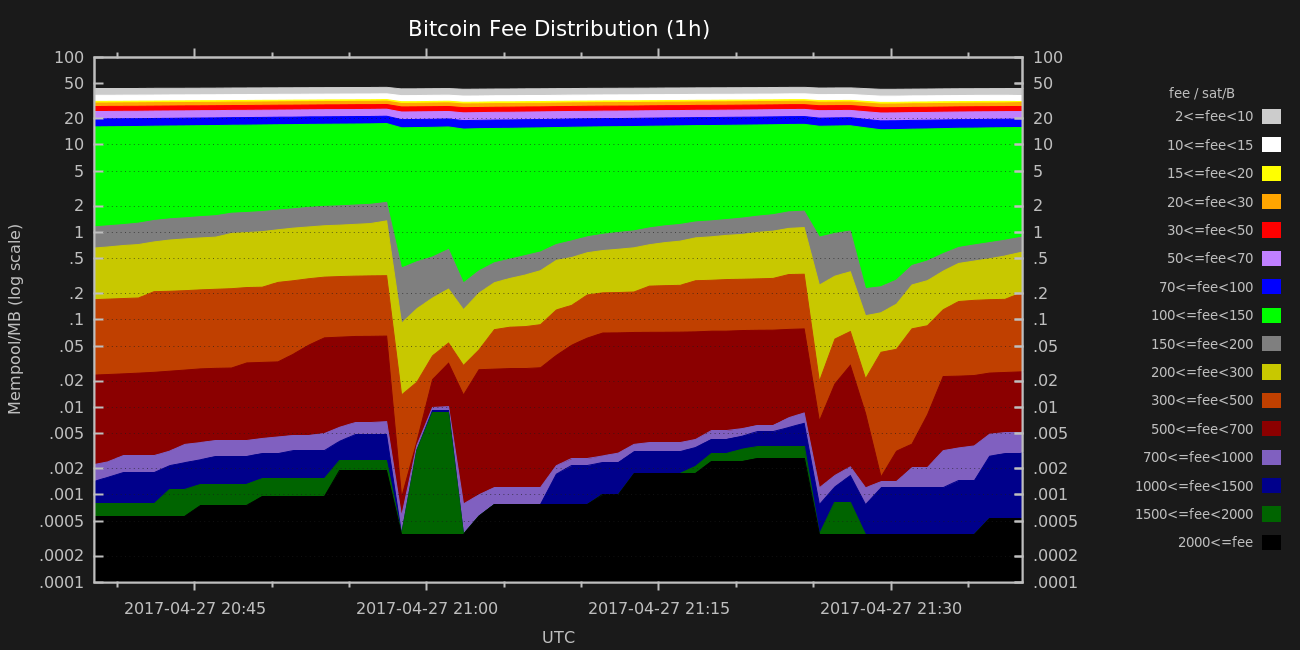 Bitcoin Fee Distribution (1h)
Mempool/MB (log scale)
100
50
20
10
5
2
1
.5
.2
.1
.05
.02
.01
.005
.002
.001
.0005
.0002
.0001
100
50
20
10
5
2
1
.5
.2
.1
.05
.02
.01
.005
.002
.001
.0005
.0002
.0001
2017-04-27 20:45 2017-04-27 21:00 2017-04-27 21:15 2017-04-27 21:30
UTC
fee / sat/B
2<=fee<10
10<=fee<15
15<=fee<20
20<=fee<30
30<=fee<50
50<=fee<70
70<=fee<100
100<=fee<150
150<=fee<200
200<=fee<300
300<=fee<500
500<=fee<700
700<=fee<1000
1000<=fee<1500
1500<=fee<2000
2000<=fee